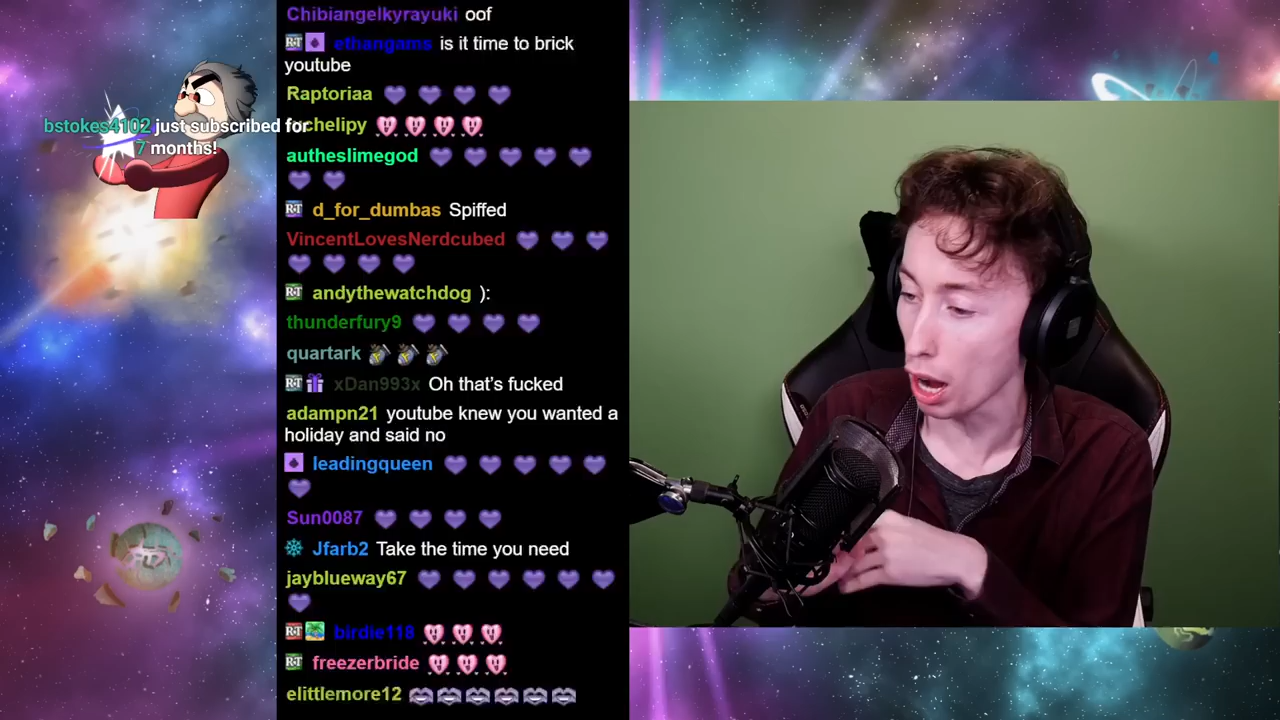 Chibiangelkyrayuki oof
ethangams is it time to brick
youtube
Raptoriaa
bstokes4102 just subscribed for
7 months!
autheslimegod
d_for_dumbas Spiffed
VincentLovesNerdcubed
andythewatchdog ):
thunderfury9
quartark
xDan993x Oh that's fucked
adampn21 youtube knew you wanted a
holiday and said no
leadingqueen
Sun0087
Jfarb2 Take the time you need
jayblueway67
birdie118
freezerbride
elittlemore12